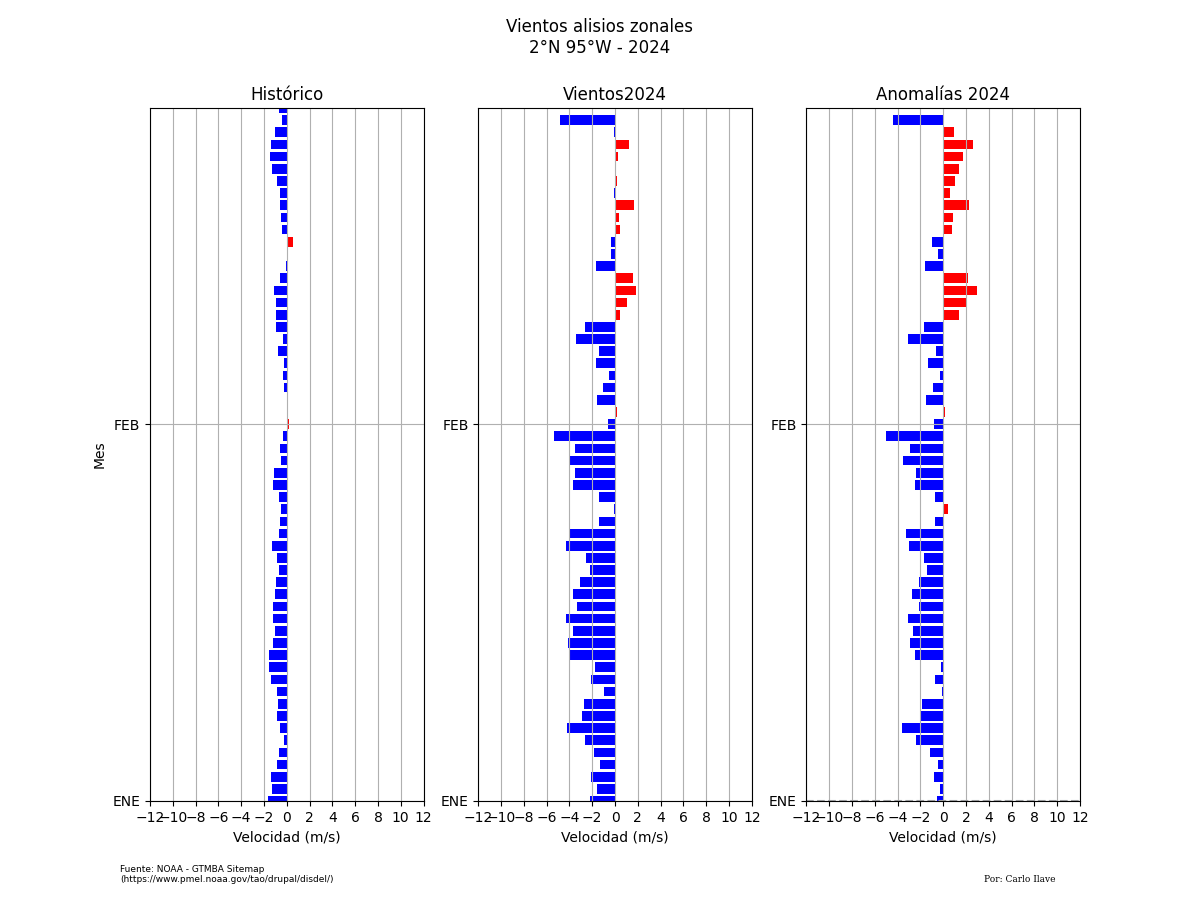 Vientos alisios zonales
2°N 95°W - 2024
Histórico
Vientos2024
Anomalías 2024
Mes
FEB
FEB
FEB
ENE
ENE
ENE
−12 −10 −8 −6 −4 −2 0 2 4 6 8 10 12
−12 −10 −8 −6 −4 −2 0 2 4 6 8 10 12
−12 −10 −8 −6 −4 −2 0 2 4 6 8 10 12
Velocidad (m/s)
Velocidad (m/s)
Velocidad (m/s)
Fuente: NOAA - GTMBA Sitemap
(https://www.pmel.noaa.gov/tao/drupal/disdel/)
Por: Carlo Ilave